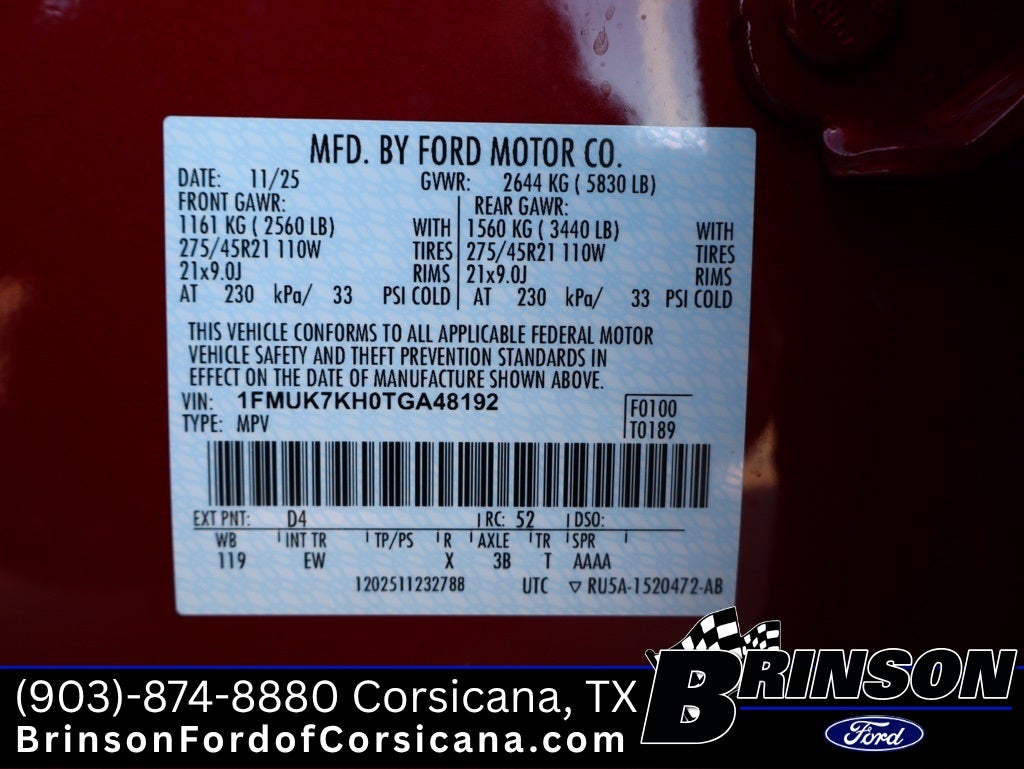 MFD. BY FORD MOTOR CO.
DATE: 11/25 GVWR: 2644 KG ( 5830 LB)
FRONT GAWR: REAR GAWR:
1161 KG ( 2560 LB) WITH 1560 KG ( 3440 LB) WITH
275/45R21 110W TIRES 275/45R21 110W TIRES
21x9.0J RIMS 21x9.0J RIMS
AT 230 kPa/ 33 PSI COLD AT 230 kPa/ 33 PSI COLD
THIS VEHICLE CONFORMS TO ALL APPLICABLE FEDERAL MOTOR
VEHICLE SAFETY AND THEFT PREVENTION STANDARDS IN
EFFECT ON THE DATE OF MANUFACTURE SHOWN ABOVE.
VIN: 1FMUK7KH0TGA48192 F0100
TYPE: MPV T0189
EXT PNT: D4 RC: 52 DSO:
WB INT TR TP/PS R AXLE TR SPR
119 EW X 3B T AAAA
1202511232788 UTC ▽ RU5A-1520472-AB
BRINSON
Ford
(903)-874-8880 Corsicana, TX
BrinsonFordofCorsicana.com